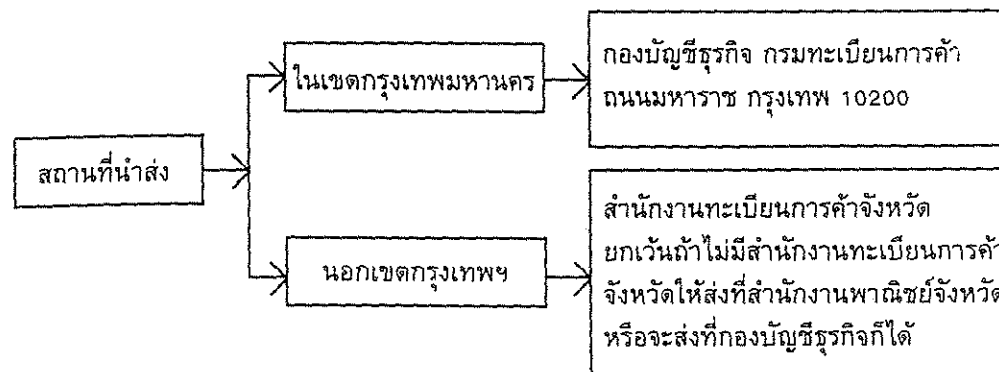 สถานที่นำส่ง
ในเขตกรุงเทพมหานคร
กองบัญชีธุรกิจ กรมทะเบียนการค้า
ถนนมหาราช กรุงเทพ 10200
นอกเขตกรุงเทพฯ
สำนักงานทะเบียนการค้าจังหวัด
ยกเว้นถ้าไม่มีสำนักงานทะเบียนการค้า
จังหวัดให้ส่งที่สำนักงานพาณิชย์จังหวัด
หรือจะส่งที่กองบัญชีธุรกิจก็ได้